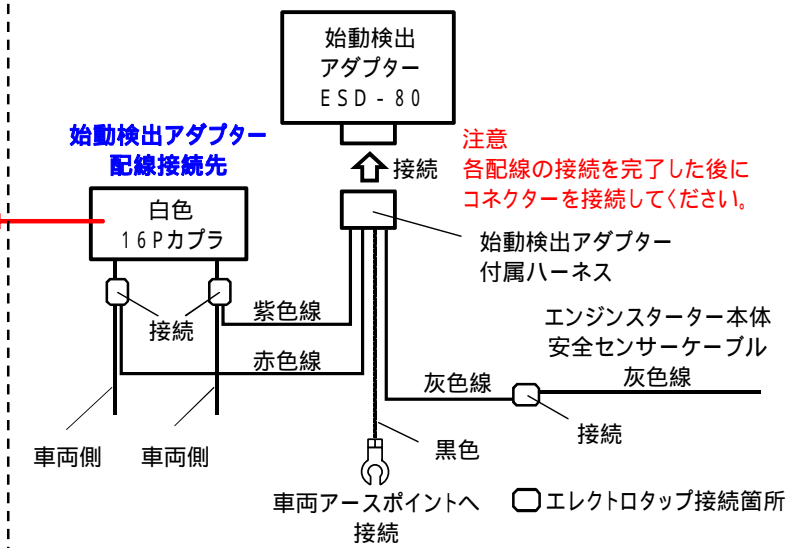 始動検出
アダプター
ESD-80
始動検出アダプター
配線接続先
注意
各配線の接続を完了した後に
コネクターを接続してください。
接続
白色
16Pカプラ
始動検出アダプター
付属ハーネス
接続
紫色線
赤色線
エンジンスターター本体
安全センサーケーブル
灰色線
灰色線
接続
車両側
車両側
黒色
車両アースポイントへ
接続
エレクトロタップ接続箇所